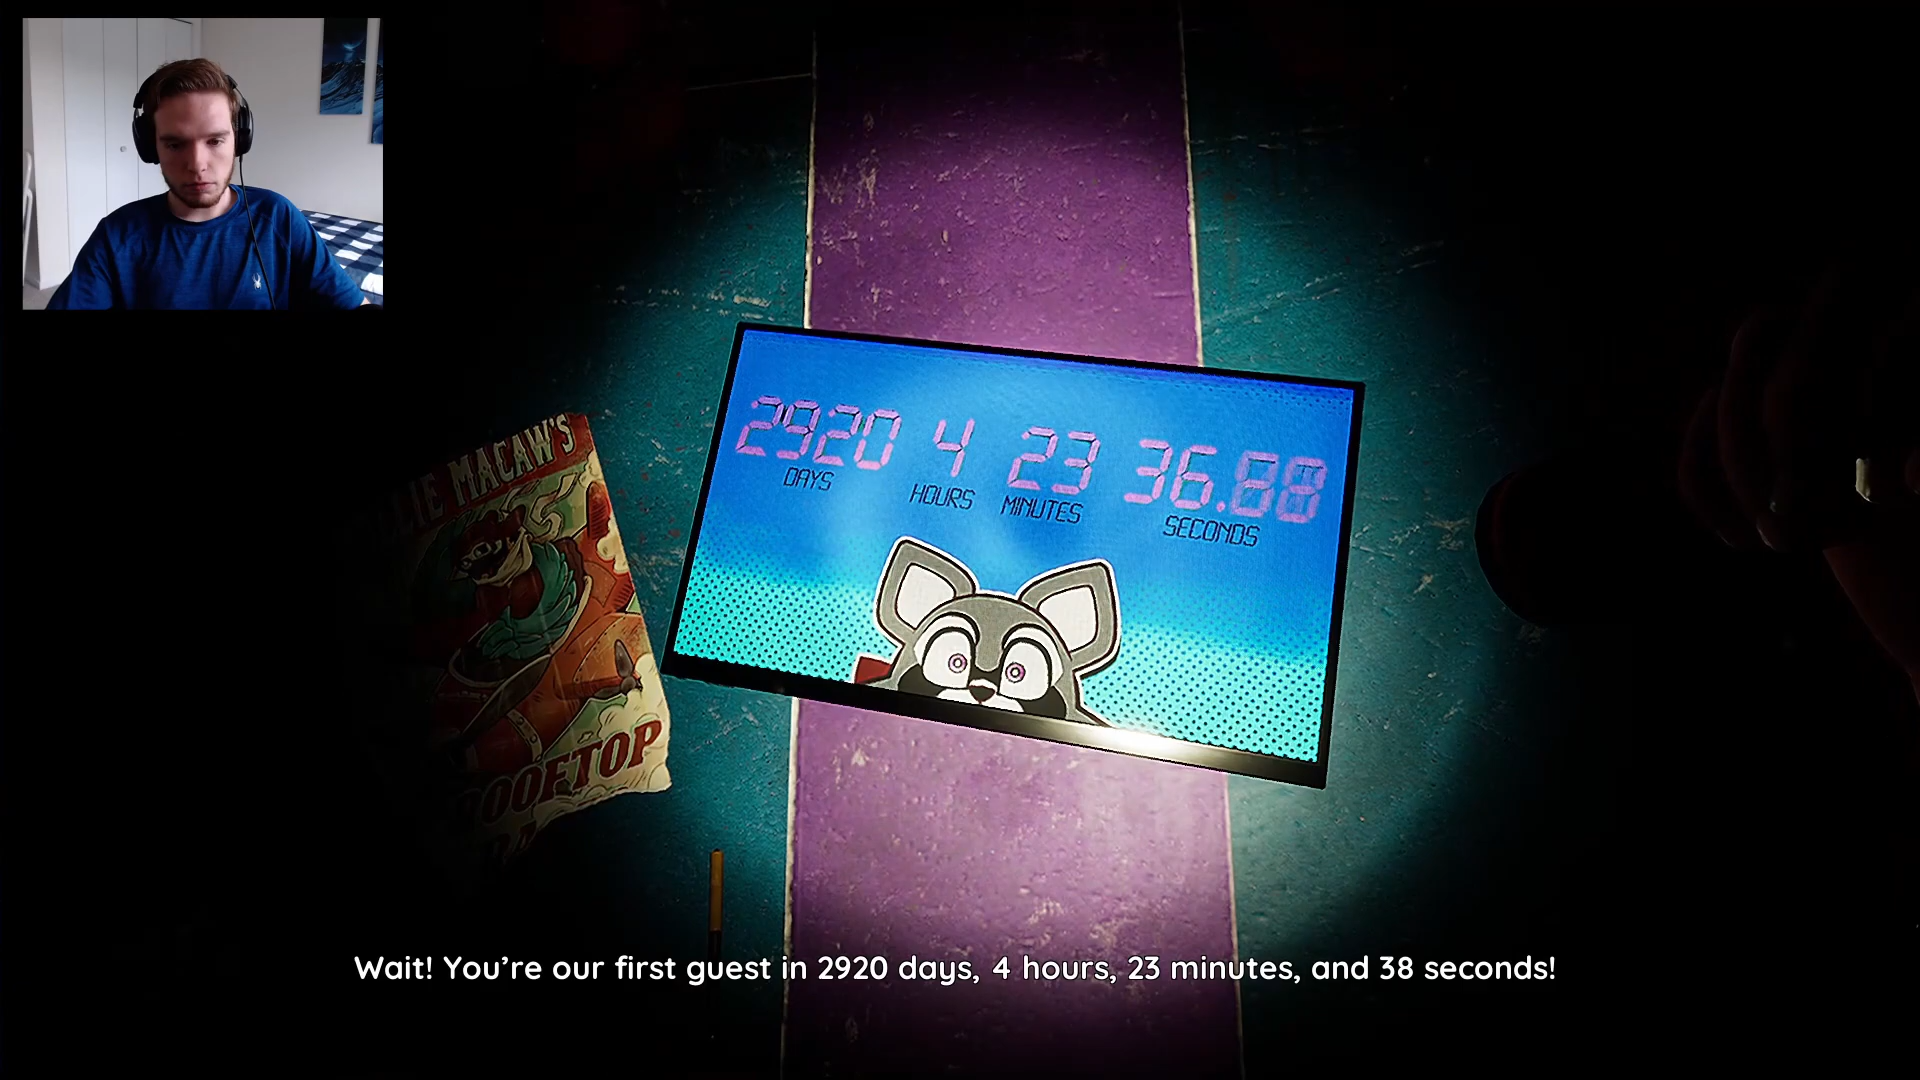 LIE MACAW'S
ROOFTOP
2920 4 23 36.88
DAYS HOURS MINUTES SECONDS
Wait! You’re our first guest in 2920 days, 4 hours, 23 minutes, and 38 seconds!